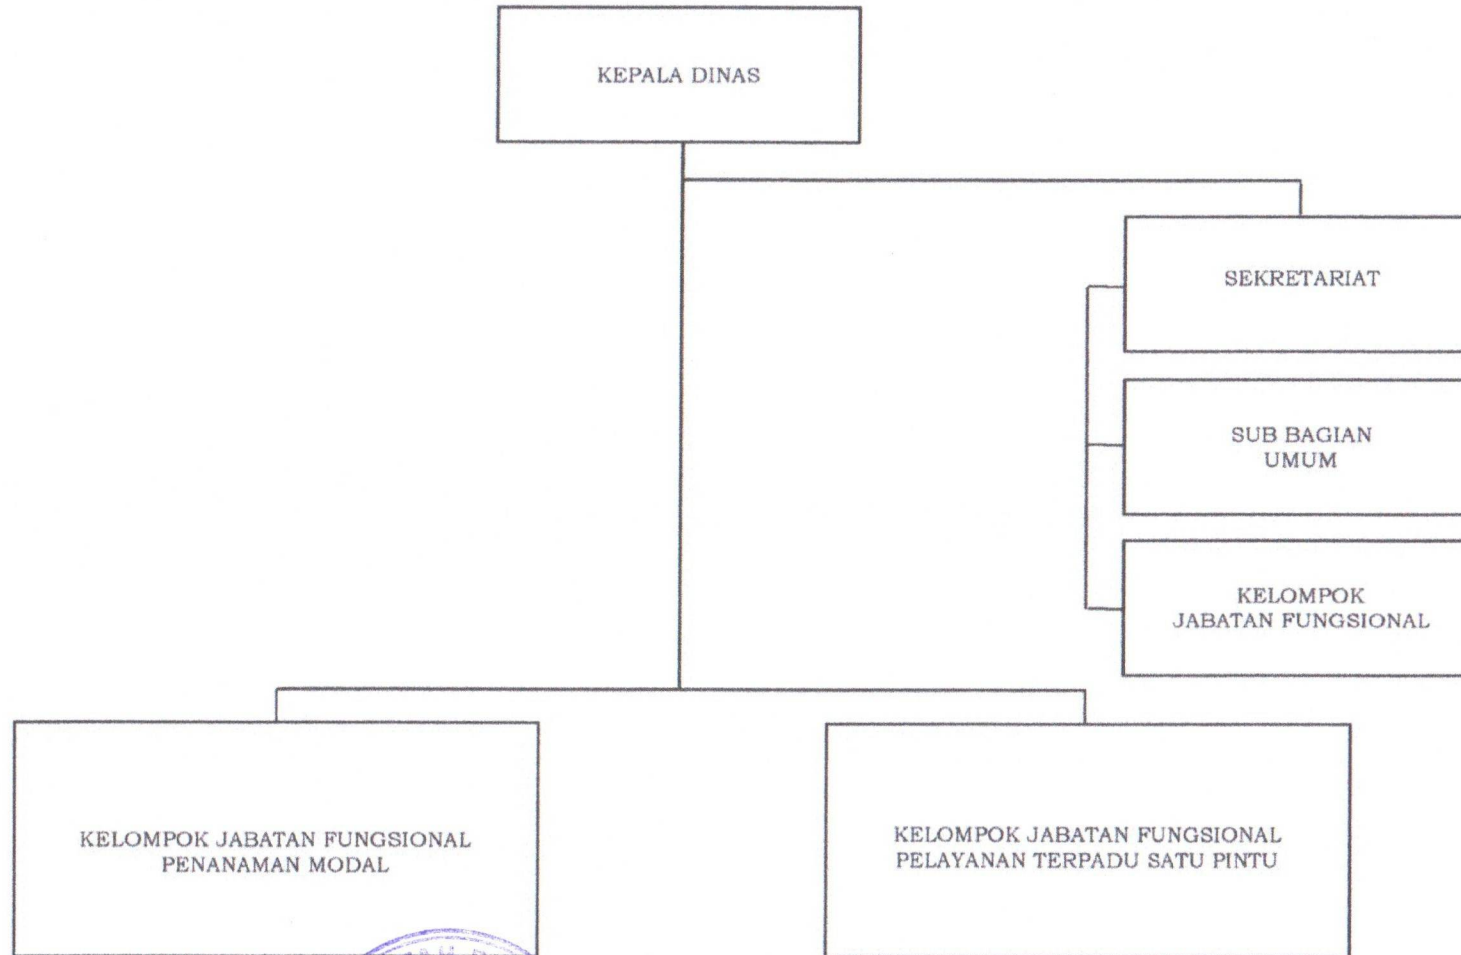 KEPALA DINAS
SEKRETARIAT
SUB BAGIAN
UMUM
KELOMPOK
JABATAN FUNGSIONAL
KELOMPOK JABATAN FUNGSIONAL
PENANAMAN MODAL
KELOMPOK JABATAN FUNGSIONAL
PELAYANAN TERPADU SATU PINTU